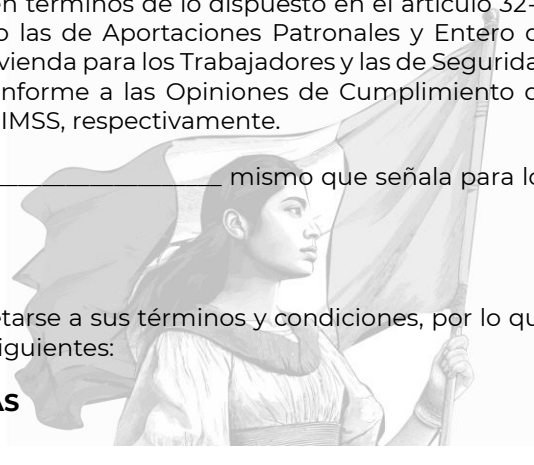 en términos de lo dispuesto en el artículo 32-
o las de Aportaciones Patronales y Entero
vienda para los Trabajadores y las de Segurida
nforme a las Opiniones de Cumplimiento
IMSS, respectivamente.
____________________ mismo que señala para lo
etarse a sus términos y condiciones, por lo qu
iguientes:
AS